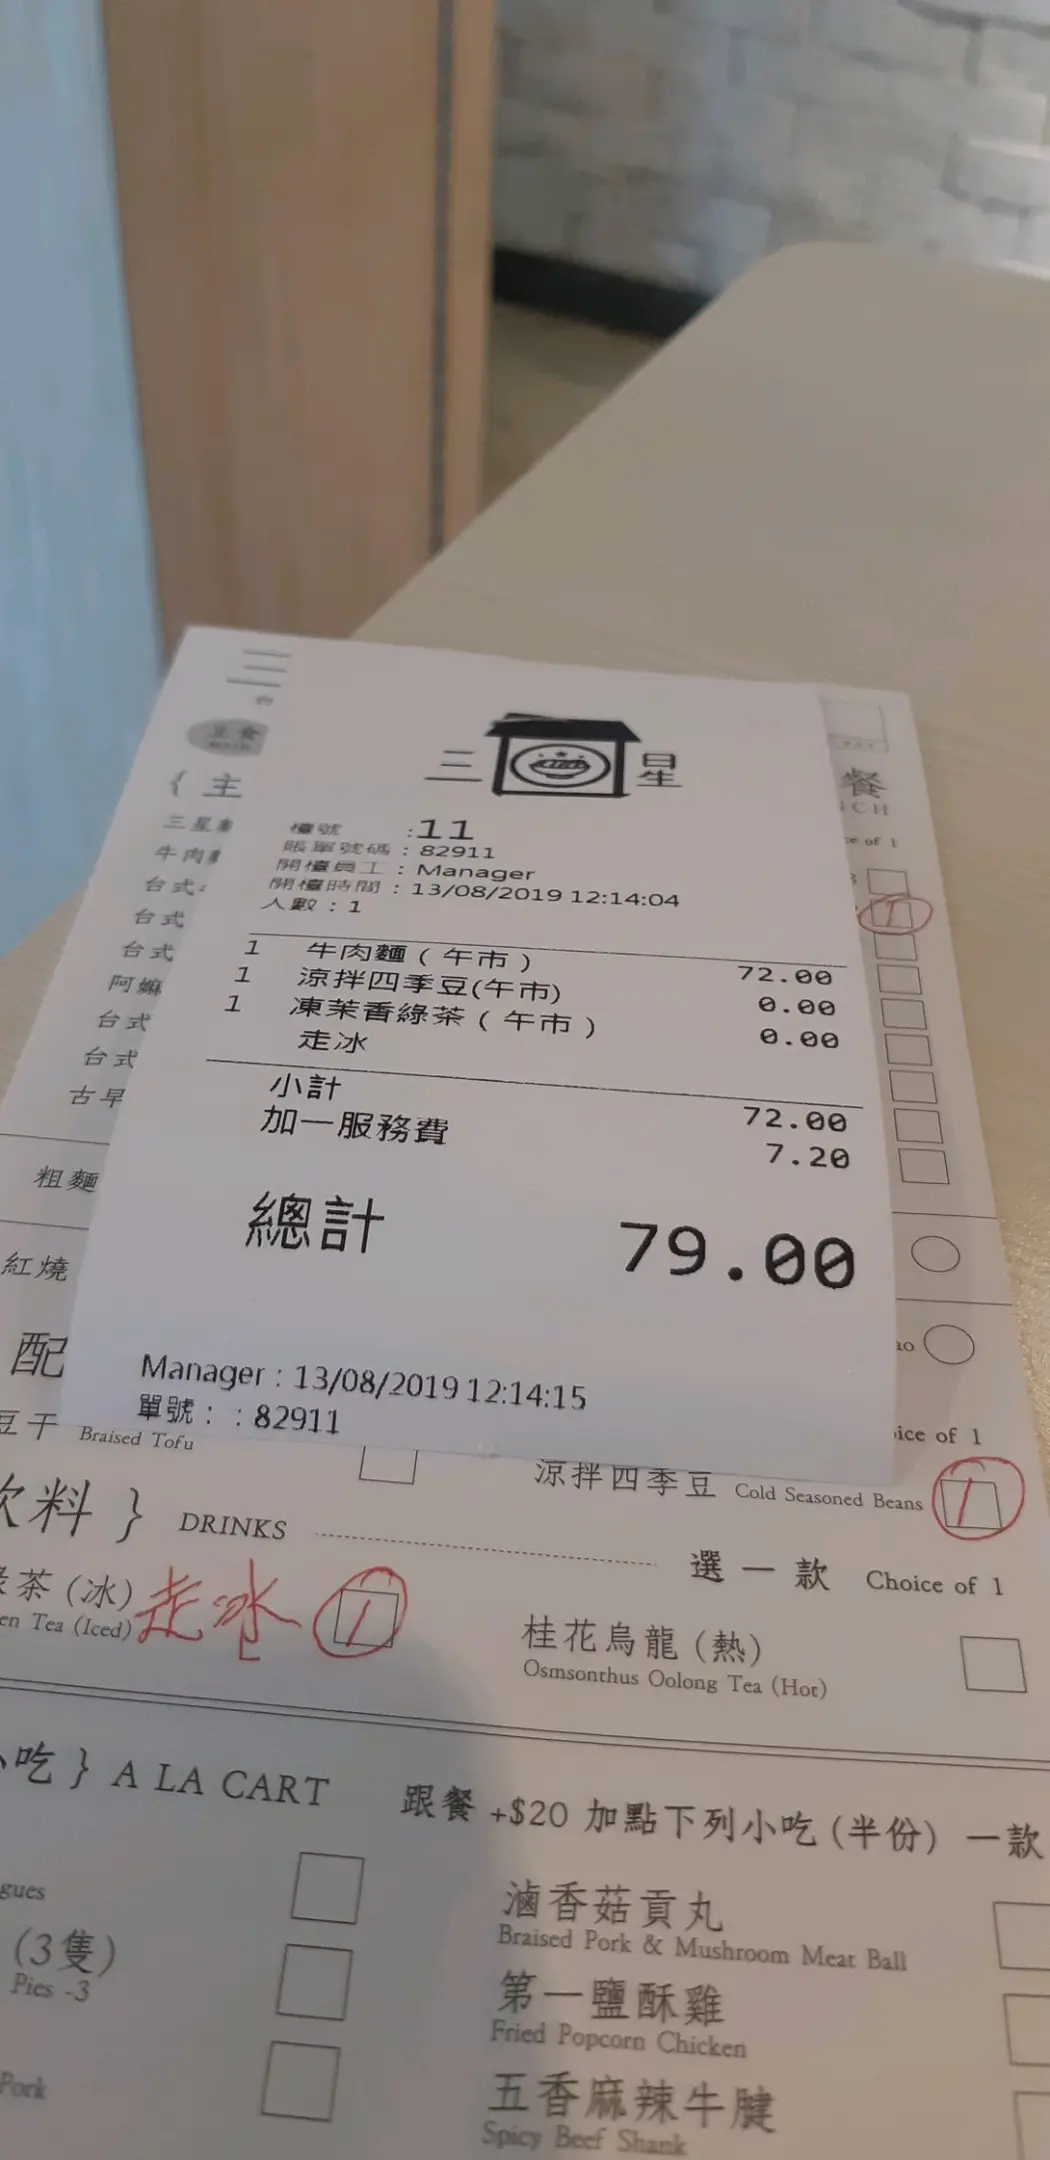 三 星
檯號 :11
賬單號碼 : 82911
開檯員工 : Manager
開檯時間 : 13/08/2019 12:14:04
人數 : 1
1 牛肉麵 ( 午市 ) 72.00
1 涼拌四季豆(午市) 0.00
1 凍茉香綠茶 ( 午市 ) 0.00
走冰
小計 72.00
加一服務費 7.20
總計 79.00
Manager : 13/08/2019 12:14:15
單號: : 82911
三
主食
{ 主
餐
三星
牛肉
台式
台式
台式
阿嫲
台式
台式
古早
of 1
粗麵
紅燒
配
of 1
豆干 Braised Tofu
涼拌四季豆 Cold Seasoned Beans 1
飲料 } DRINKS 選一款 Choice of 1
茶 (冰) 走冰 1
Tea (Iced)
桂花烏龍 (熱)
Osmsonthus Oolong Tea (Hot)
小吃 } A LA CART
跟餐 +$20 加點下列小吃 (半份) 一款
(3隻)
Pies -3
Pork
滷香菇貢丸
Braised Pork & Mushroom Meat Ball
第一鹽酥雞
Fried Popcorn Chicken
五香麻辣牛腱
Spicy Beef Shank